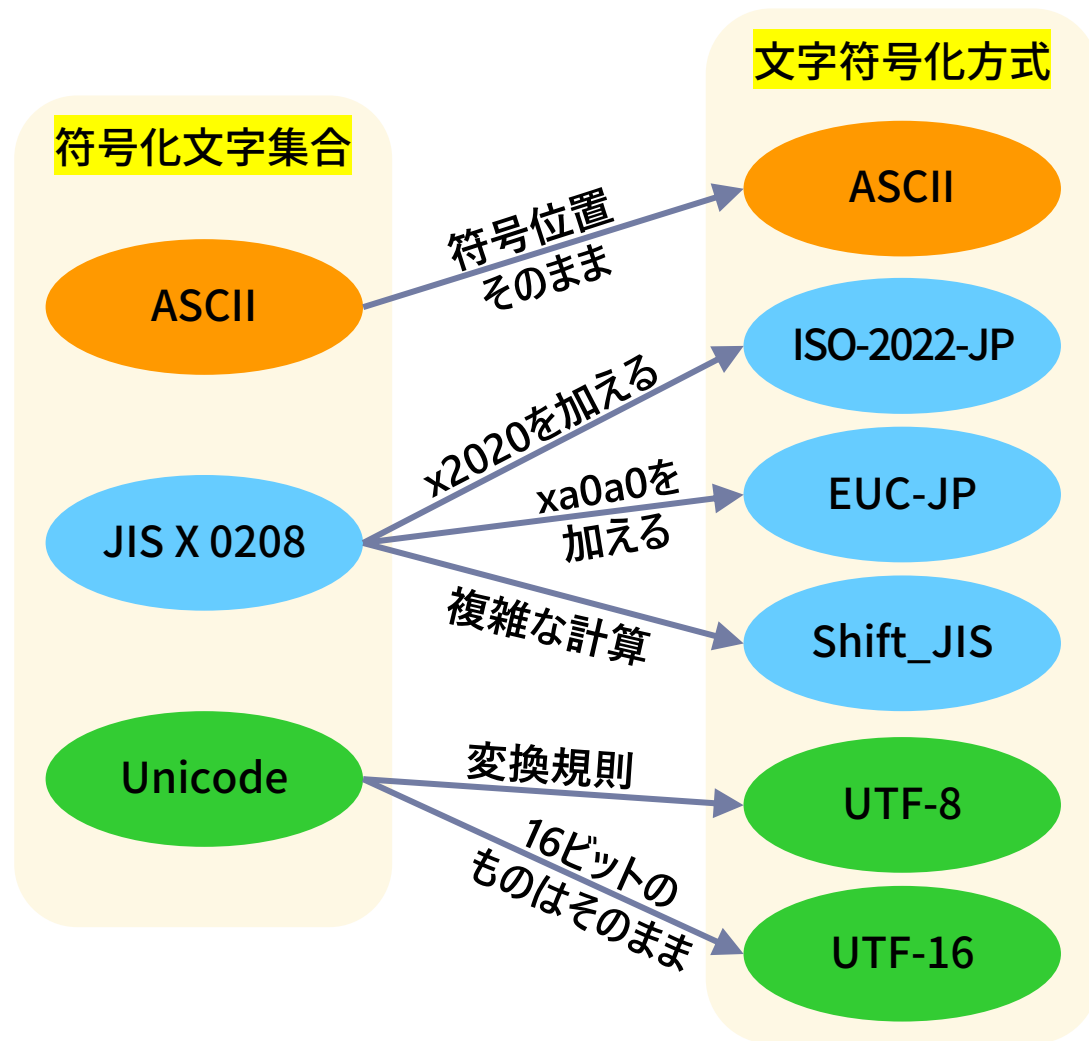 符号化文字集合
ASCII
JIS X 0208
Unicode
符号位置
そのまま
x2020を加える
xa0a0を
加える
複雑な計算
変換規則
16ビットの
ものはそのまま
文字符号化方式
ASCII
ISO-2022-JP
EUC-JP
Shift_JIS
UTF-8
UTF-16